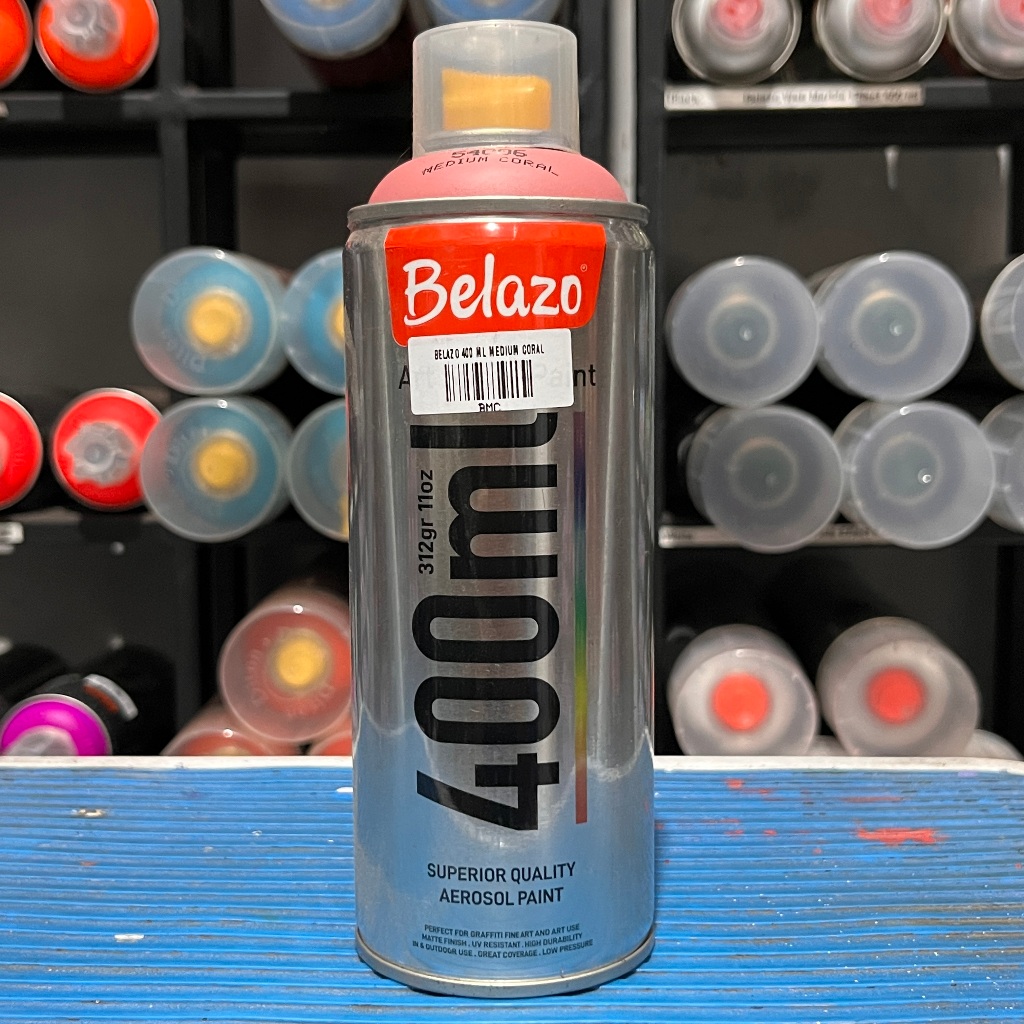 MEDIUM CORAL
Belazo
BELAZO 400 ML MEDIUM CORAL
BMC
Paint
400ml
312gr 11oz
SUPERIOR QUALITY
AEROSOL PAINT
PERFECT FOR GRAFFITI FINE ART AND ART USE
MATTE FINISH . UV RESISTANT . HIGH DURABILITY
IN & OUTDOOR USE . GREAT COVERAGE . LOW PRESSURE